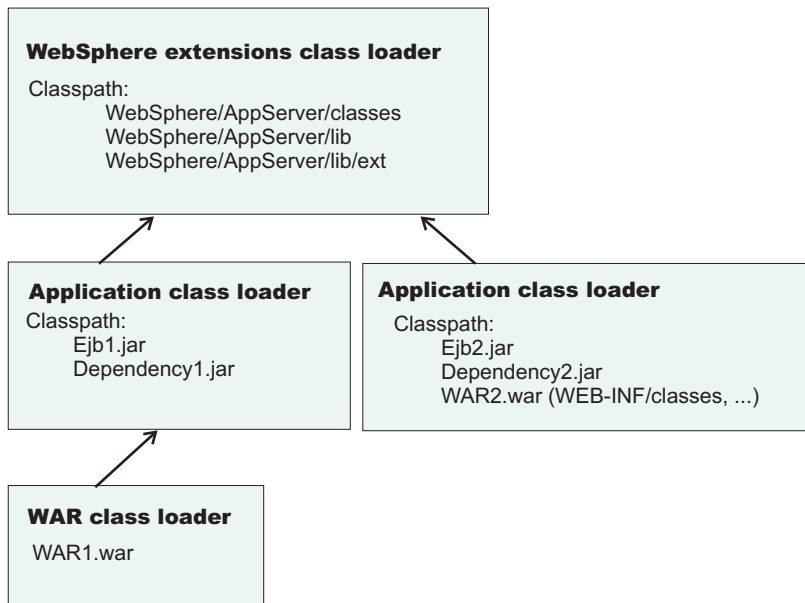 WebSphere extensions class loader
Classpath:
WebSphere/AppServer/classes
WebSphere/AppServer/lib
WebSphere/AppServer/lib/ext
Application class loader
Classpath:
Ejb1.jar
Dependency1.jar
Application class loader
Classpath:
Ejb2.jar
Dependency2.jar
WAR2.war (WEB-INF/classes, ...)
WAR class loader
WAR1.war